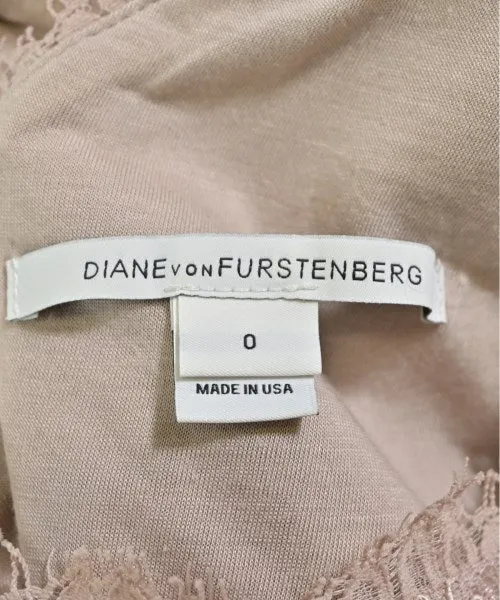 DIANE VON FURSTENBERG
0
MADE IN USA